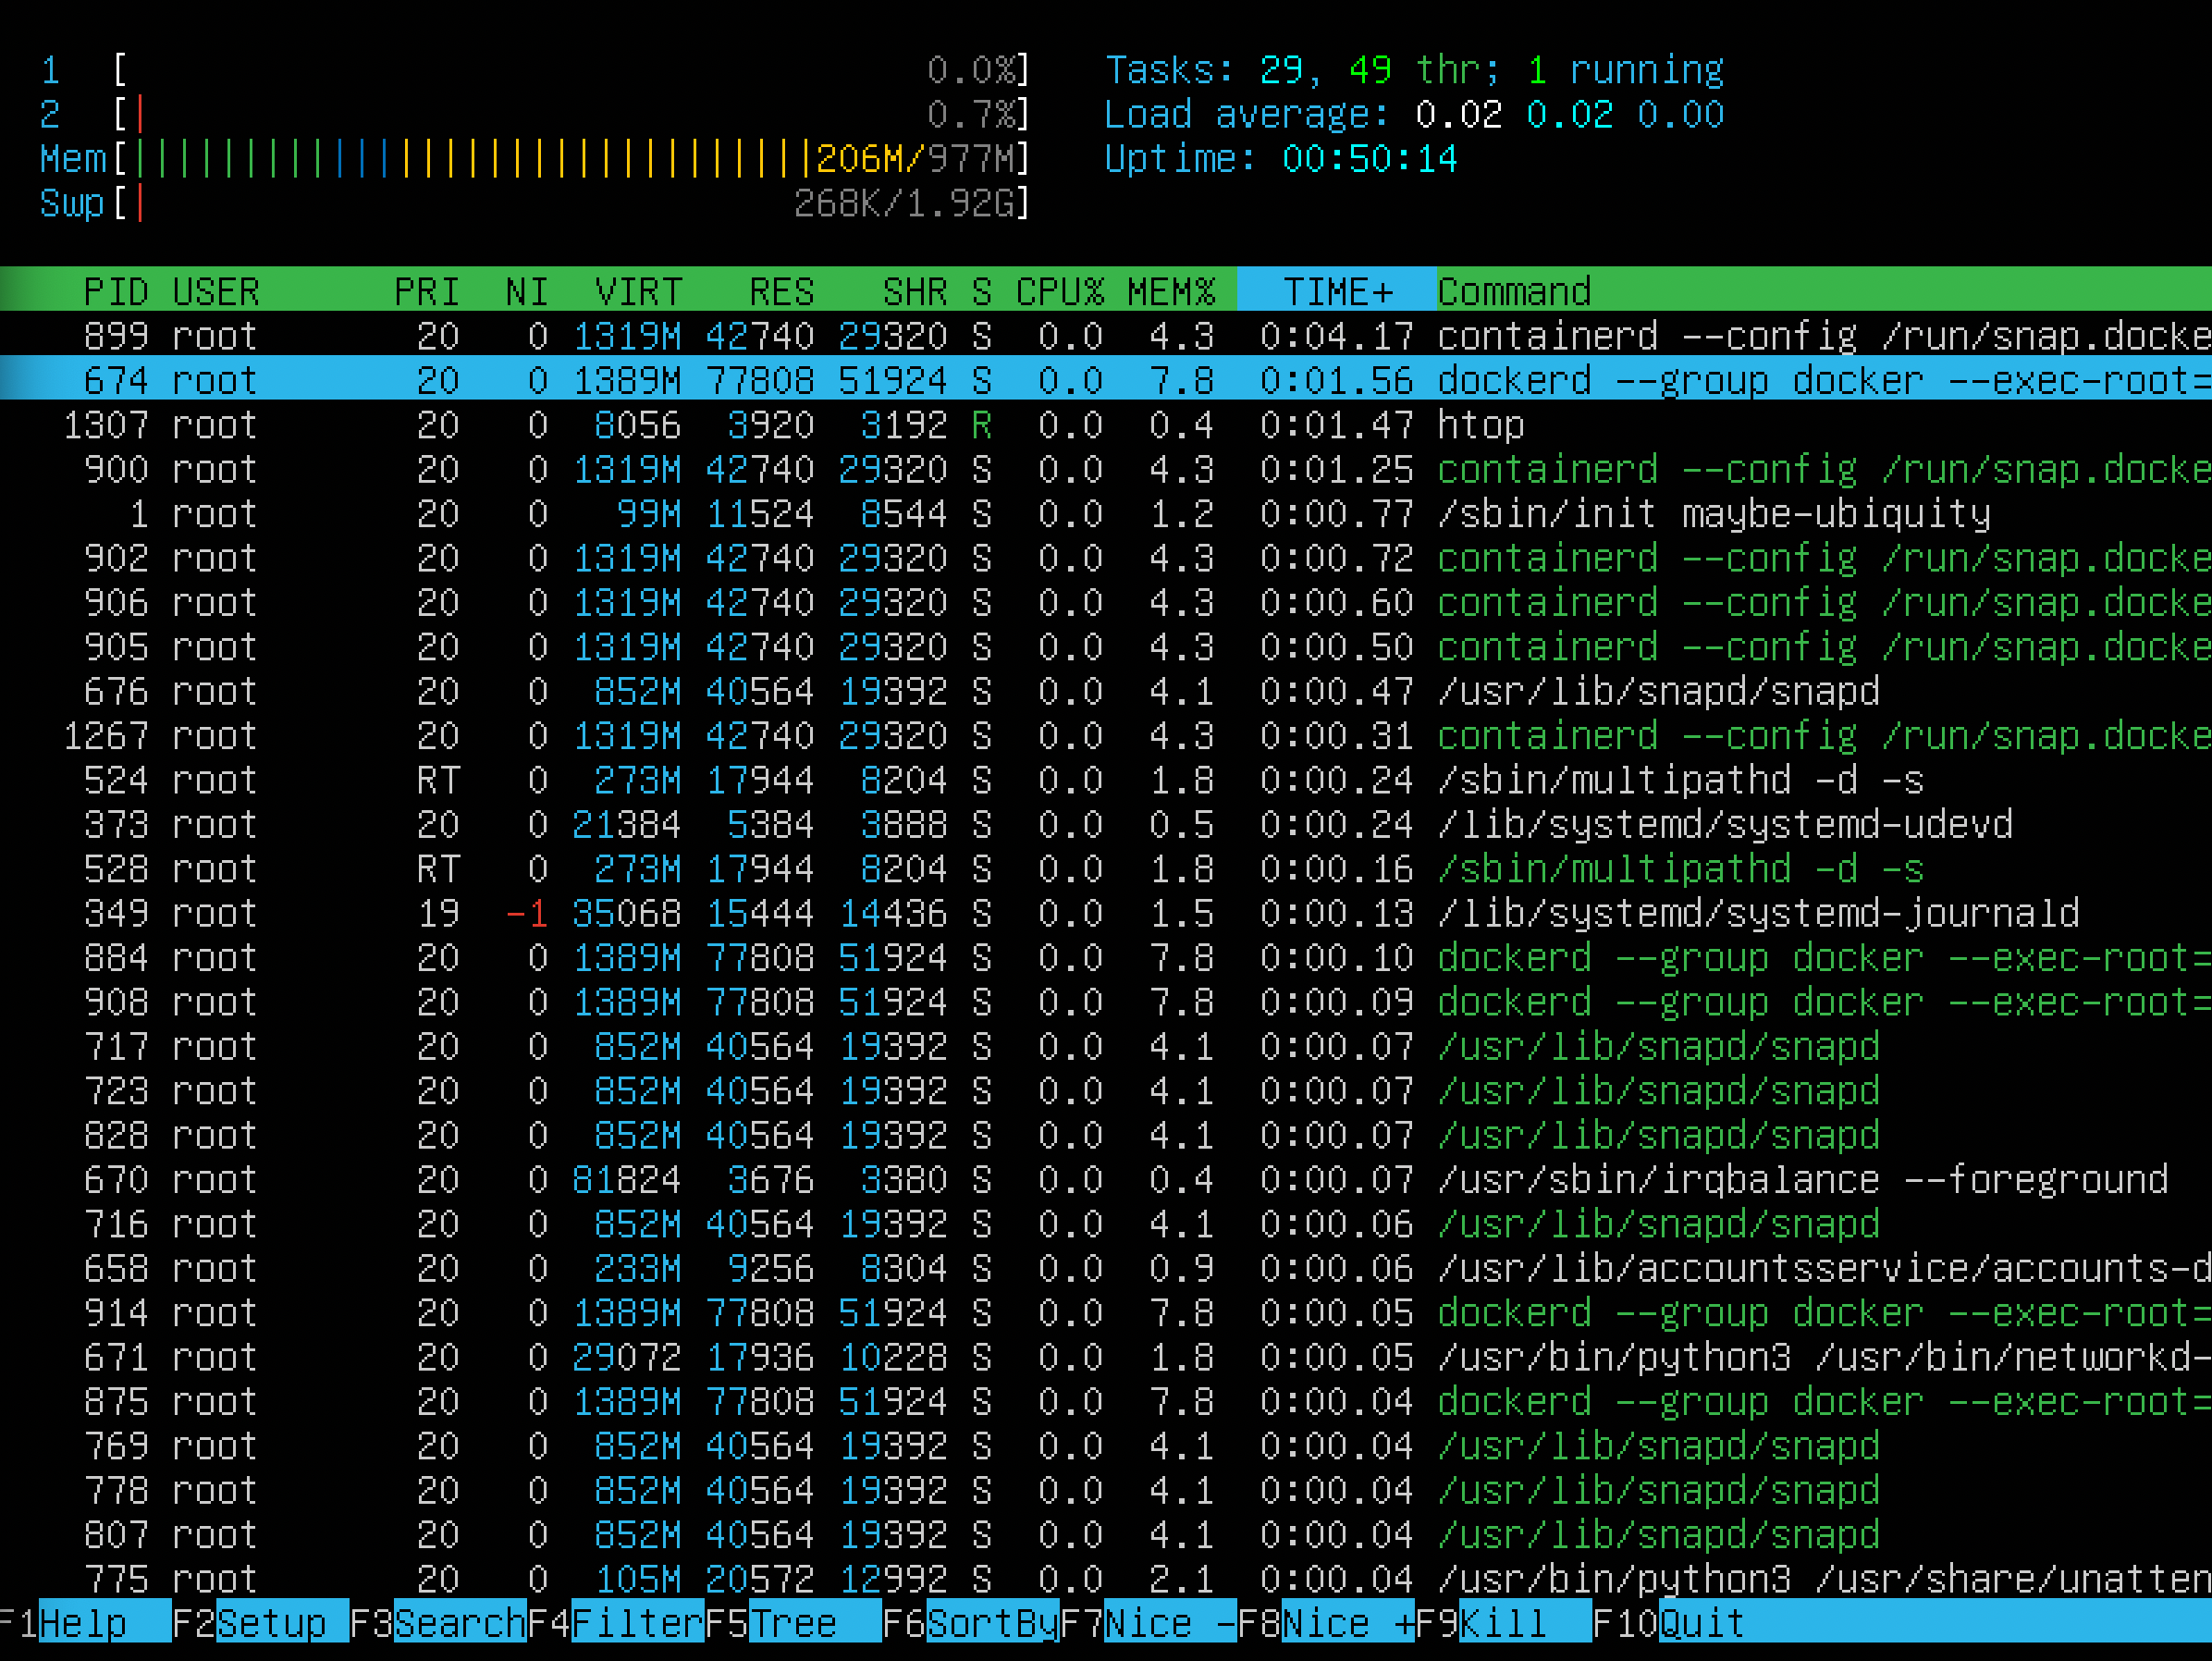 1 [ 0.0%] Tasks: 29, 49 thr; 1 running
2 [| 0.7%] Load average: 0.02 0.02 0.00
Mem[|||||||||||||||||||||||||||||||206M/977M] Uptime: 00:50:14
Swp[| 268K/1.92G]
PID USER PRI NI VIRT RES SHR S CPU% MEM% TIME+ Command
899 root 20 0 1319M 42740 29320 S 0.0 4.3 0:04.17 containerd --config /run/snap.docke
674 root 20 0 1389M 77808 51924 S 0.0 7.8 0:01.56 dockerd --group docker --exec-root=
1307 root 20 0 8056 3920 3192 R 0.0 0.4 0:01.47 htop
900 root 20 0 1319M 42740 29320 S 0.0 4.3 0:01.25 containerd --config /run/snap.docke
1 root 20 0 99M 11524 8544 S 0.0 1.2 0:00.77 /sbin/init maybe-ubiquity
902 root 20 0 1319M 42740 29320 S 0.0 4.3 0:00.72 containerd --config /run/snap.docke
906 root 20 0 1319M 42740 29320 S 0.0 4.3 0:00.60 containerd --config /run/snap.docke
905 root 20 0 1319M 42740 29320 S 0.0 4.3 0:00.50 containerd --config /run/snap.docke
676 root 20 0 852M 40564 19392 S 0.0 4.1 0:00.47 /usr/lib/snapd/snapd
1267 root 20 0 1319M 42740 29320 S 0.0 4.3 0:00.31 containerd --config /run/snap.docke
524 root RT 0 273M 17944 8204 S 0.0 1.8 0:00.24 /sbin/multipathd -d -s
373 root 20 0 21384 5384 3888 S 0.0 0.5 0:00.24 /lib/systemd/systemd-udevd
528 root RT 0 273M 17944 8204 S 0.0 1.8 0:00.16 /sbin/multipathd -d -s
349 root 19 -1 35068 15444 14436 S 0.0 1.5 0:00.13 /lib/systemd/systemd-journald
884 root 20 0 1389M 77808 51924 S 0.0 7.8 0:00.10 dockerd --group docker --exec-root=
908 root 20 0 1389M 77808 51924 S 0.0 7.8 0:00.09 dockerd --group docker --exec-root=
717 root 20 0 852M 40564 19392 S 0.0 4.1 0:00.07 /usr/lib/snapd/snapd
723 root 20 0 852M 40564 19392 S 0.0 4.1 0:00.07 /usr/lib/snapd/snapd
828 root 20 0 852M 40564 19392 S 0.0 4.1 0:00.07 /usr/lib/snapd/snapd
670 root 20 0 81824 3676 3380 S 0.0 0.4 0:00.07 /usr/sbin/irqbalance --foreground
716 root 20 0 852M 40564 19392 S 0.0 4.1 0:00.06 /usr/lib/snapd/snapd
658 root 20 0 233M 9256 8304 S 0.0 0.9 0:00.06 /usr/lib/accountsservice/accounts-d
914 root 20 0 1389M 77808 51924 S 0.0 7.8 0:00.05 dockerd --group docker --exec-root=
671 root 20 0 29072 17936 10228 S 0.0 1.8 0:00.05 /usr/bin/python3 /usr/bin/networkd-
875 root 20 0 1389M 77808 51924 S 0.0 7.8 0:00.04 dockerd --group docker --exec-root=
769 root 20 0 852M 40564 19392 S 0.0 4.1 0:00.04 /usr/lib/snapd/snapd
778 root 20 0 852M 40564 19392 S 0.0 4.1 0:00.04 /usr/lib/snapd/snapd
807 root 20 0 852M 40564 19392 S 0.0 4.1 0:00.04 /usr/lib/snapd/snapd
775 root 20 0 105M 20572 12992 S 0.0 2.1 0:00.04 /usr/bin/python3 /usr/share/unatten
F1Help F2Setup F3SearchF4FilterF5Tree F6SortByF7Nice -F8Nice +F9Kill F10Quit